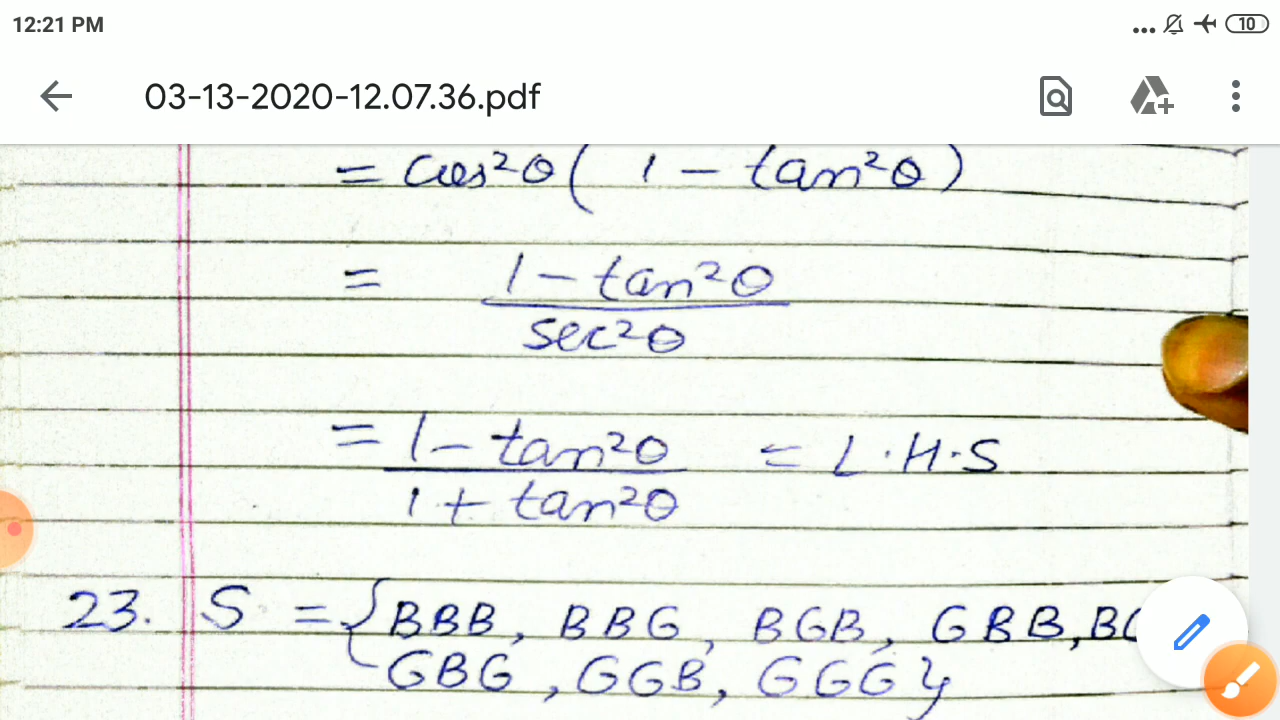 12:21 PM
... 10
03-13-2020-12.07.36.pdf
= cos²θ( 1 - tan²θ)
= 1 - tan²θ
sec²θ
= 1 - tan²θ = L.H.S
1 + tan²θ
23. S = {BBB, BBG, BGB, GBB,
GBG, GGB, GGG}